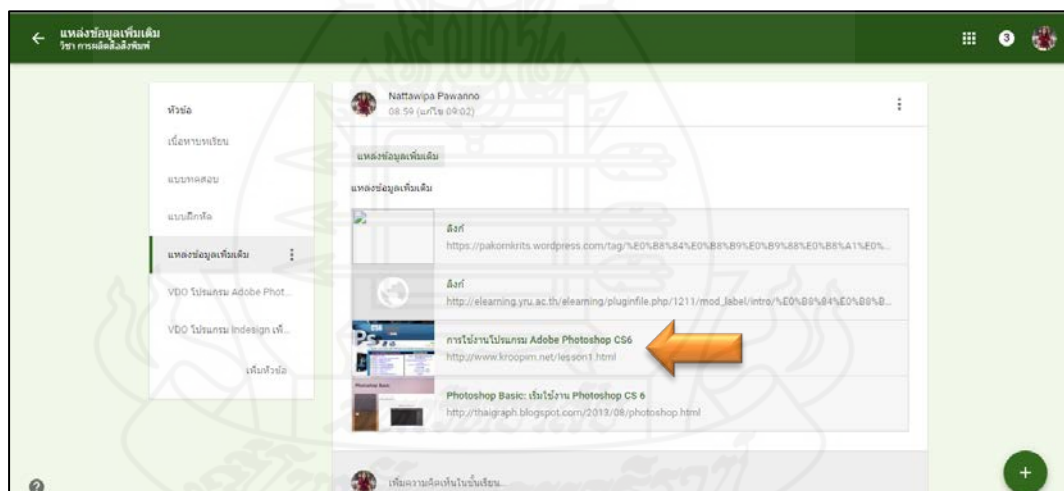 แหล่งข้อมูลเพิ่มเติม
วิชา การผลิตสื่อสิ่งพิมพ์
3
หัวข้อ
เนื้อหาบทเรียน
แบบทดสอบ
แบบฝึกหัด
แหล่งข้อมูลเพิ่มเติม
VDO โปรแกรม Adobe Phot...
VDO โปรแกรม Indesign เพื่...
เพิ่มหัวข้อ
Nattawipa Pawanno
08:59 (แก้ไข 09:02)
แหล่งข้อมูลเพิ่มเติม
แหล่งข้อมูลเพิ่มเติม
ลิงก์
https://pakornkrits.wordpress.com/tag/%E0%B8%84%E0%B8%B9%E0%B9%88%E0%B8%A1%E0%...
ลิงก์
http://elearning.yru.ac.th/elearning/pluginfile.php/1211/mod_label/intro/%E0%B8%84%E0%B8%B...
การใช้งานโปรแกรม Adobe Photoshop CS6
http://www.kroopim.net/lesson1.html
Photoshop Basic: เริ่มใช้งาน Photoshop CS 6
http://thaigraph.blogspot.com/2013/08/photoshop.html
เพิ่มความคิดเห็นในชั้นเรียน...